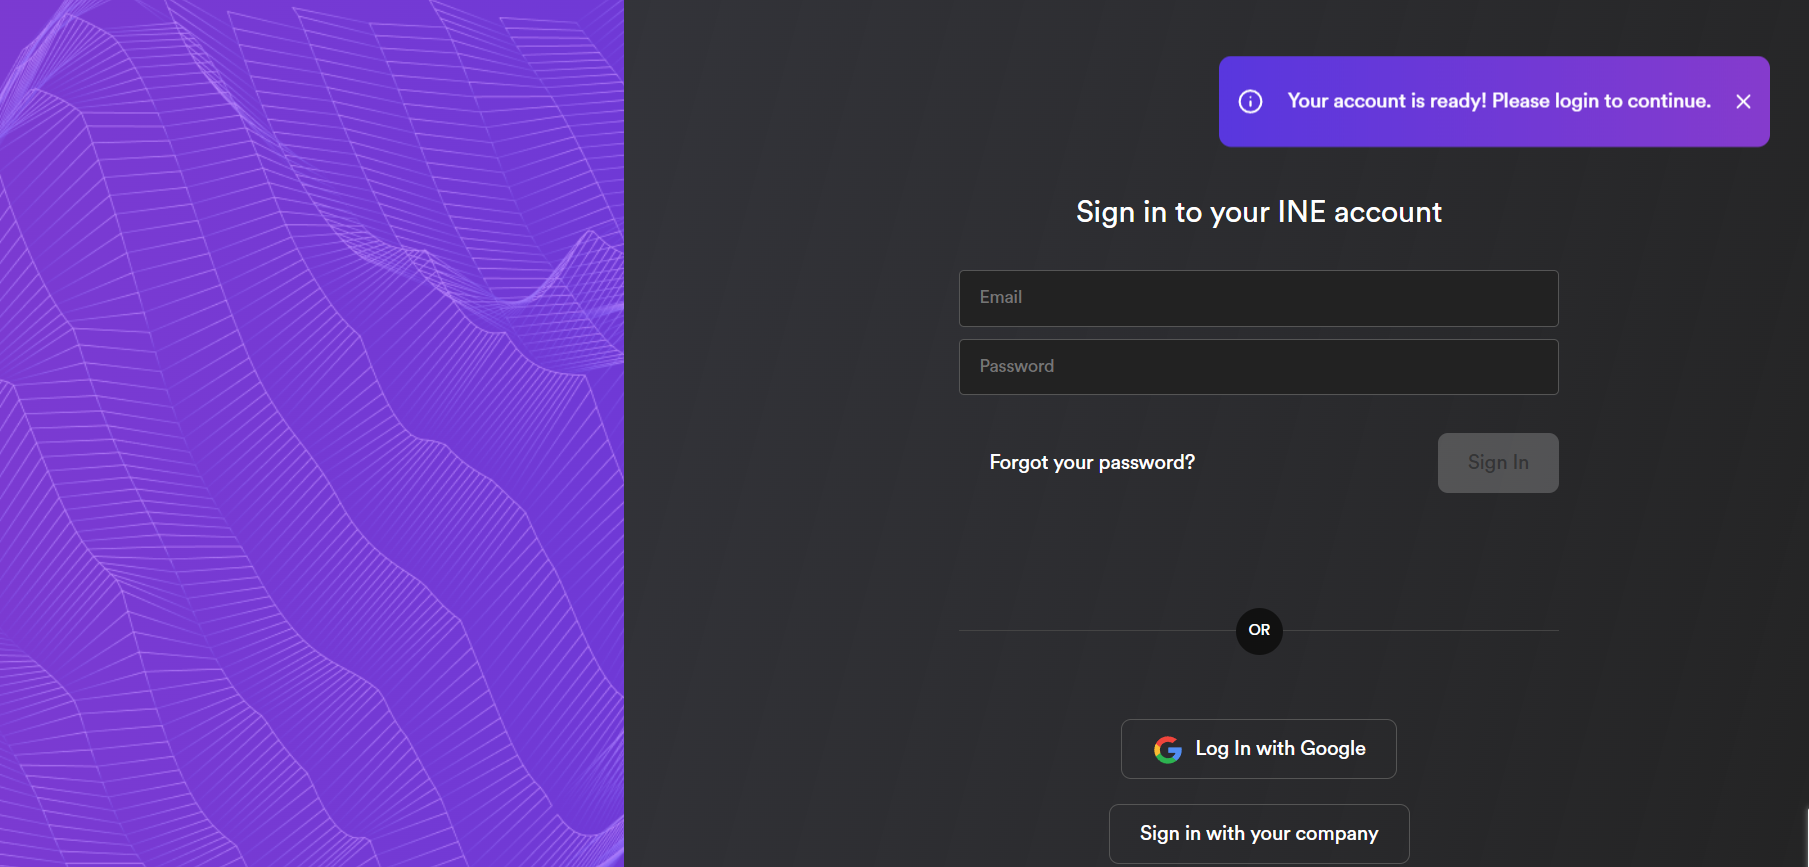 Your account is ready! Please login to continue.
Sign in to your INE account
Email
Password
Forgot your password?
Sign In
OR
Log In with Google
Sign in with your company